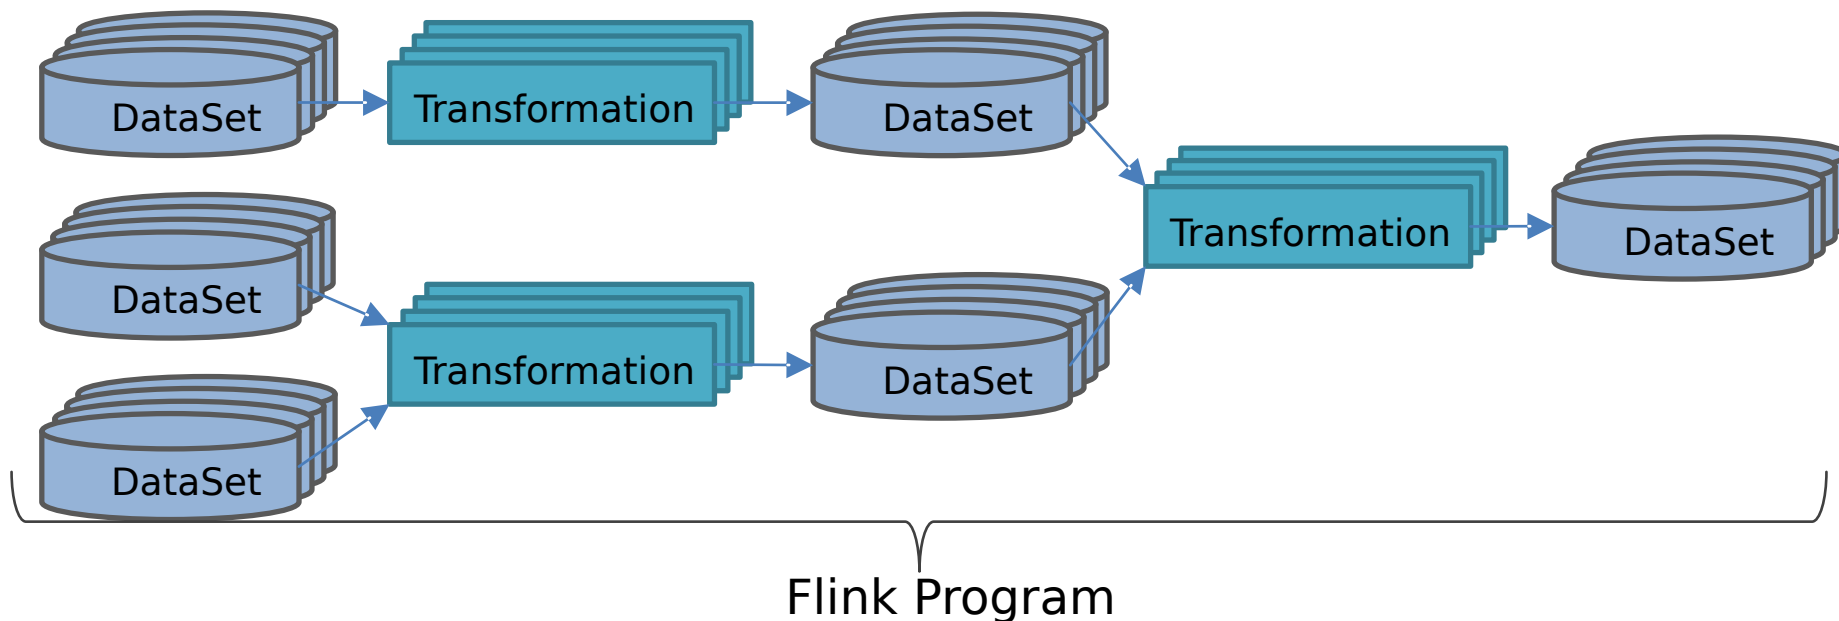 DataSet
Transformation
DataSet
Transformation
DataSet
DataSet
Transformation
DataSet
DataSet
Flink Program